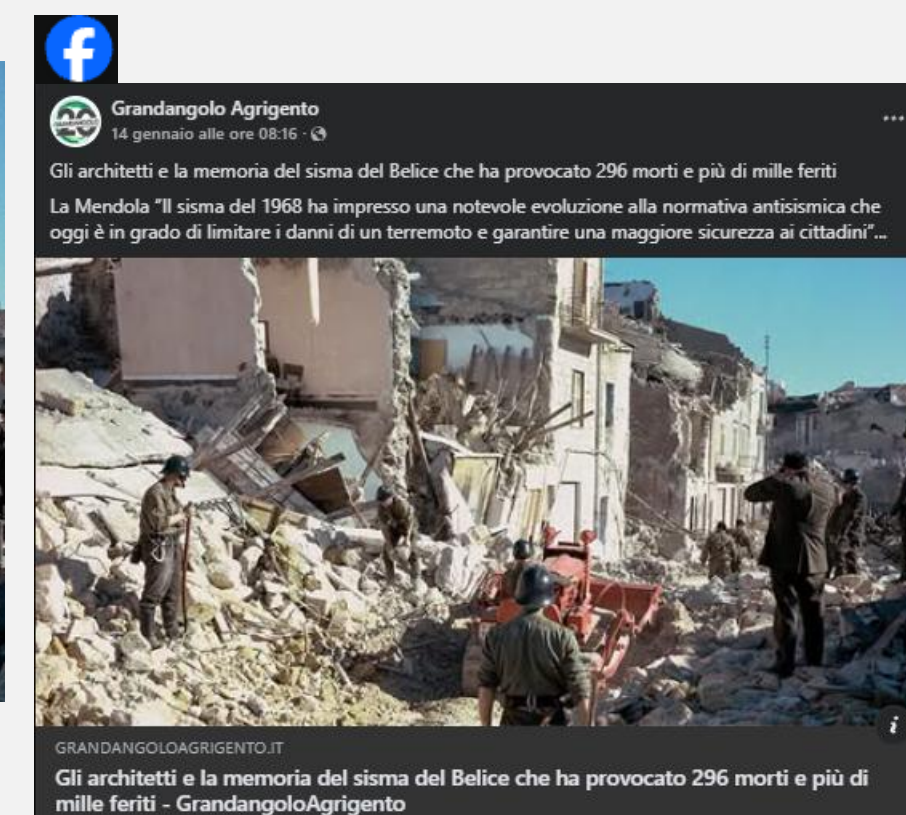 Grandangolo Agrigento
14 gennaio alle ore 08:16 ·
Gli architetti e la memoria del sisma del Belice che ha provocato 296 morti e più di mille feriti
La Mendola “Il sisma del 1968 ha impresso una notevole evoluzione alla normativa antisismica che
oggi è in grado di limitare i danni di un terremoto e garantire una maggiore sicurezza ai cittadini”...
GRANDANGOLOAGRIGENTO.IT
Gli architetti e la memoria del sisma del Belice che ha provocato 296 morti e più di
mille feriti - GrandangoloAgrigento